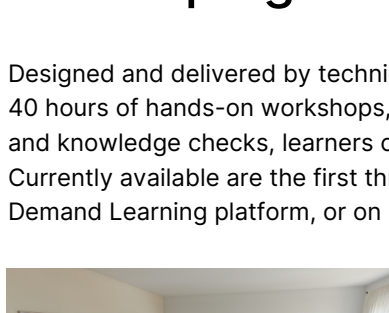 Designed and delivered by
40 hours of hands-on workshops,
and knowledge checks, learners
Currently available are the first
Demand Learning platform, or on